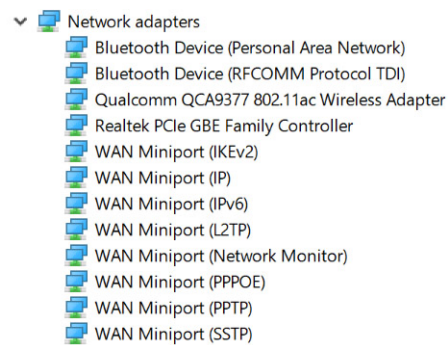 Network adapters
Bluetooth Device (Personal Area Network)
Bluetooth Device (RFCOMM Protocol TDI)
Qualcomm QCA9377 802.11ac Wireless Adapter
Realtek PCIe GBE Family Controller
WAN Miniport (IKEv2)
WAN Miniport (IP)
WAN Miniport (IPv6)
WAN Miniport (L2TP)
WAN Miniport (Network Monitor)
WAN Miniport (PPPOE)
WAN Miniport (PPTP)
WAN Miniport (SSTP)